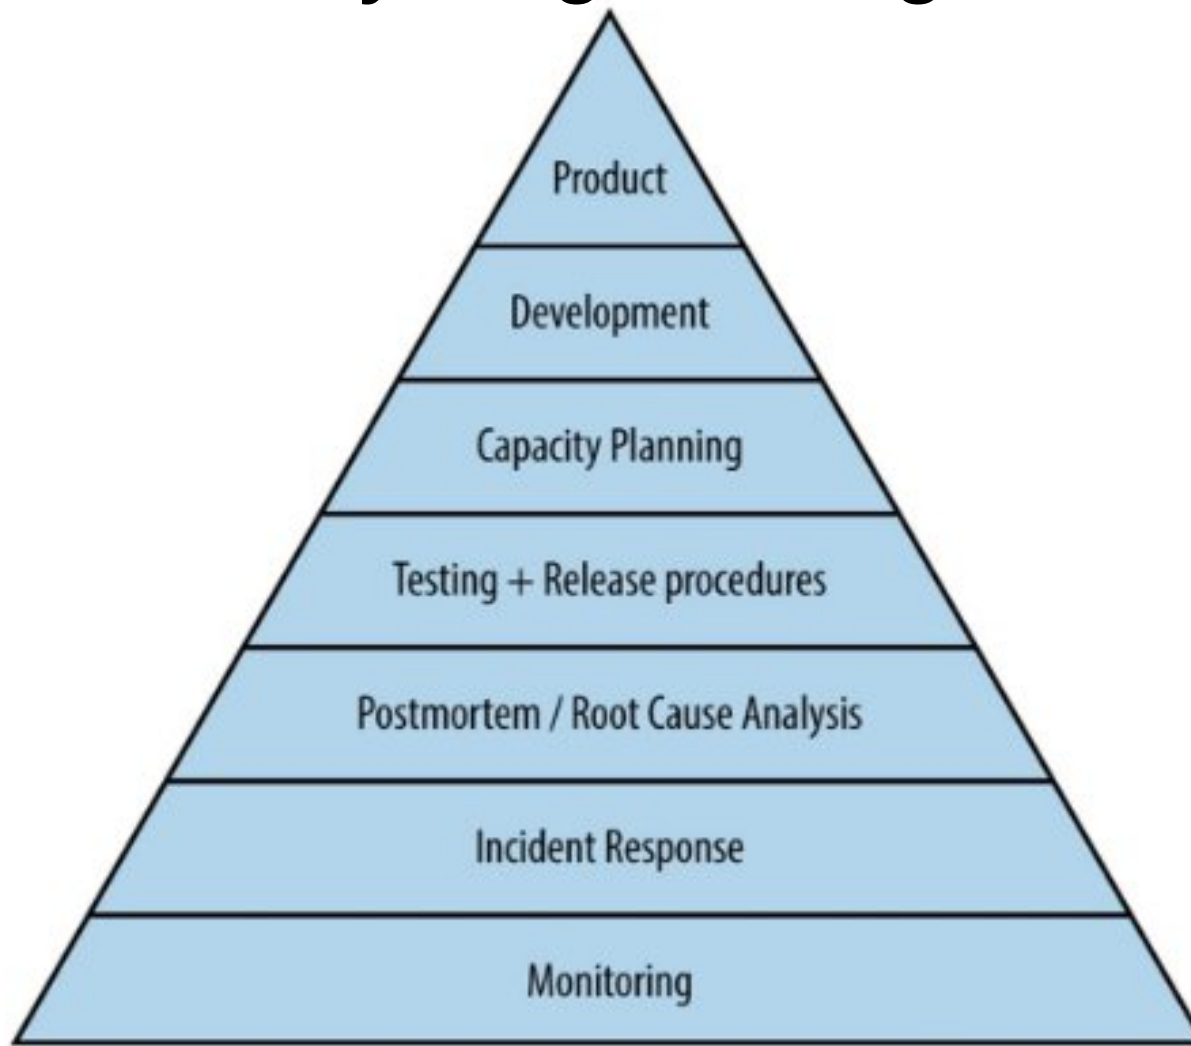 Product
Development
Capacity Planning
Testing + Release procedures
Postmortem / Root Cause Analysis
Incident Response
Monitoring